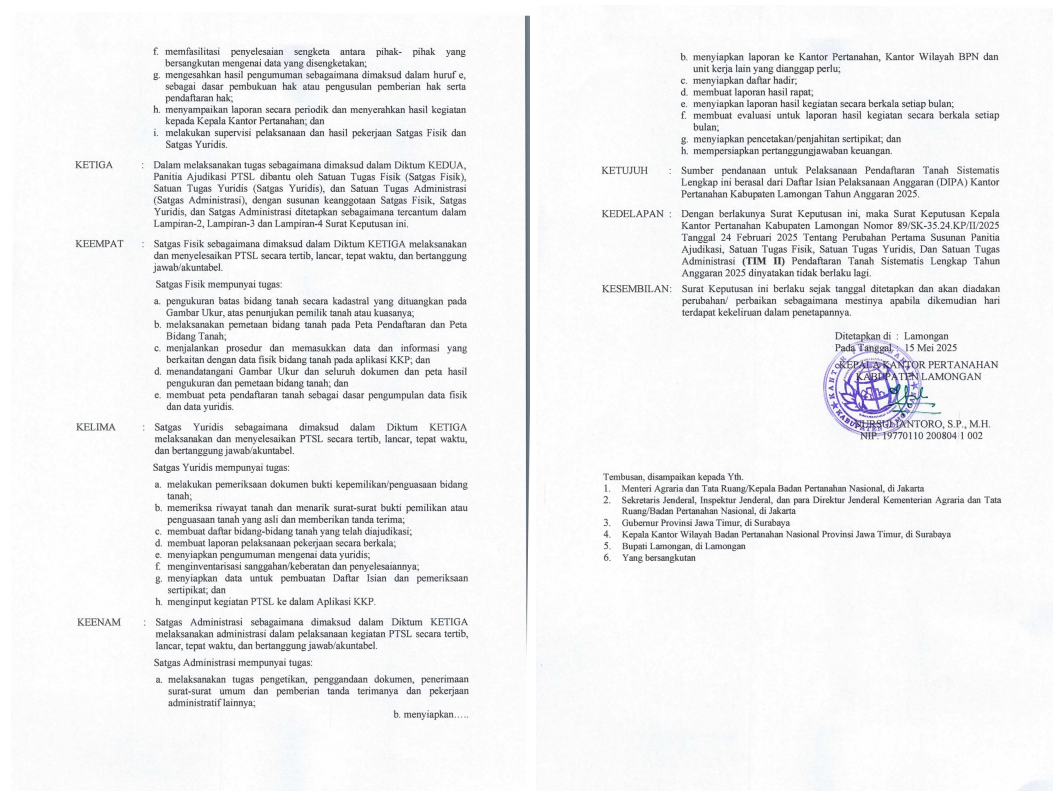 f. memfasilitasi penyelesaian sengketa antara pihak- pihak yang
bersangkutan mengenai data yang disengketakan;
g. mengesahkan hasil pengumuman sebagaimana dimaksud dalam huruf e,
sebagai dasar pembukuan hak atau pengusulan pemberian hak serta
pendaftaran hak;
h. menyampaikan laporan secara periodik dan menyerahkan hasil kegiatan
kepada Kepala Kantor Pertanahan; dan
i. melakukan supervisi pelaksanaan dan hasil pekerjaan Satgas Fisik dan
Satgas Yuridis.
KETIGA : Dalam melaksanakan tugas sebagaimana dimaksud dalam Diktum KEDUA,
Panitia Ajudikasi PTSL dibantu oleh Satuan Tugas Fisik (Satgas Fisik),
Satuan Tugas Yuridis (Satgas Yuridis), dan Satuan Tugas Administrasi
(Satgas Administrasi), dengan susunan keanggotaan Satgas Fisik, Satgas
Yuridis, dan Satgas Administrasi ditetapkan sebagaimana tercantum dalam
Lampiran-2, Lampiran-3 dan Lampiran-4 Surat Keputusan ini.
KEEMPAT : Satgas Fisik sebagaimana dimaksud dalam Diktum KETIGA melaksanakan
dan menyelesaikan PTSL secara tertib, lancar, tepat waktu, dan bertanggung
jawab/akuntabel.
Satgas Fisik mempunyai tugas:
a. pengukuran batas bidang tanah secara kadastral yang dituangkan pada
Gambar Ukur, atas penunjukan pemilik tanah atau kuasanya;
b. melaksanakan pemetaan bidang tanah pada Peta Pendaftaran dan Peta
Bidang Tanah;
c. menjalankan prosedur dan memasukkan data dan informasi yang
berkaitan dengan data fisik bidang tanah pada aplikasi KKP; dan
d. menandatangani Gambar Ukur dan seluruh dokumen dan peta hasil
pengukuran dan pemetaan bidang tanah; dan
e. membuat peta pendaftaran tanah sebagai dasar pengumpulan data fisik
dan data yuridis.
KELIMA : Satgas Yuridis sebagaimana dimaksud dalam Diktum KETIGA
melaksanakan dan menyelesaikan PTSL secara tertib, lancar, tepat waktu,
dan bertanggung jawab/akuntabel.
Satgas Yuridis mempunyai tugas:
a. melakukan pemeriksaan dokumen bukti kepemilikan/penguasaan bidang
tanah;
b. memeriksa riwayat tanah dan menarik surat-surat bukti pemilikan atau
penguasaan tanah yang asli dan memberikan tanda terima;
c. membuat daftar bidang-bidang tanah yang telah diajudikasi;
d. membuat laporan pelaksanaan pekerjaan secara berkala;
e. menyiapkan pengumuman mengenai data yuridis;
f. menginventarisasi sanggahan/keberatan dan penyelesaiannya;
g. menyiapkan data untuk pembuatan Daftar Isian dan pemeriksaan
sertipikat; dan
h. menginput kegiatan PTSL ke dalam Aplikasi KKP.
KEENAM : Satgas Administrasi sebagaimana dimaksud dalam Diktum KETIGA
melaksanakan administrasi dalam pelaksanaan kegiatan PTSL secara tertib,
lancar, tepat waktu, dan bertanggung jawab/akuntabel.
Satgas Administrasi mempunyai tugas:
a. melaksanakan tugas pengetikan, penggandaan dokumen, penerimaan
surat-surat umum dan pemberian tanda terimanya dan pekerjaan
administratif lainnya;
b. menyiapkan.....
b. menyiapkan laporan ke Kantor Pertanahan, Kantor Wilayah BPN dan
unit kerja lain yang dianggap perlu;
c. menyiapkan daftar hadir;
d. membuat laporan hasil rapat;
e. menyiapkan laporan hasil kegiatan secara berkala setiap bulan;
f. membuat evaluasi untuk laporan hasil kegiatan secara berkala setiap
bulan;
g. menyiapkan pencetakan/penjahitan sertipikat; dan
h. mempersiapkan pertanggungjawaban keuangan.
KETUJUH : Sumber pendanaan untuk Pelaksanaan Pendaftaran Tanah Sistematis
Lengkap ini berasal dari Daftar Isian Pelaksanaan Anggaran (DIPA) Kantor
Pertanahan Kabupaten Lamongan Tahun Anggaran 2025.
KEDELAPAN : Dengan berlakunya Surat Keputusan ini, maka Surat Keputusan Kepala
Kantor Pertanahan Kabupaten Lamongan Nomor 89/SK-35.24.KP/II/2025
Tanggal 24 Februari 2025 Tentang Perubahan Pertama Susunan Panitia
Ajudikasi, Satuan Tugas Fisik, Satuan Tugas Yuridis, Dan Satuan Tugas
Administrasi (TIM II) Pendaftaran Tanah Sistematis Lengkap Tahun
Anggaran 2025 dinyatakan tidak berlaku lagi.
KESEMBILAN: Surat Keputusan ini berlaku sejak tanggal ditetapkan dan akan diadakan
perubahan/ perbaikan sebagaimana mestinya apabila dikemudian hari
terdapat kekeliruan dalam penetapannya.
Ditetapkan di : Lamongan
Pada Tanggal : 15 Mei 2025
KEPALA KANTOR PERTANAHAN
KABUPATEN LAMONGAN
KANTOR PERTANAHAN
KABUPATEN LAMONGAN
NURSULIYANTORO, S.P., M.H.
NIP. 19770110 200804 1 002
Tembusan, disampaikan kepada Yth.
1. Menteri Agraria dan Tata Ruang/Kepala Badan Pertanahan Nasional, di Jakarta
2. Sekretaris Jenderal, Inspektur Jenderal, dan para Direktur Jenderal Kementerian Agraria dan Tata
Ruang/Badan Pertanahan Nasional, di Jakarta
3. Gubernur Provinsi Jawa Timur, di Surabaya
4. Kepala Kantor Wilayah Badan Pertanahan Nasional Provinsi Jawa Timur, di Surabaya
5. Bupati Lamongan, di Lamongan
6. Yang bersangkutan